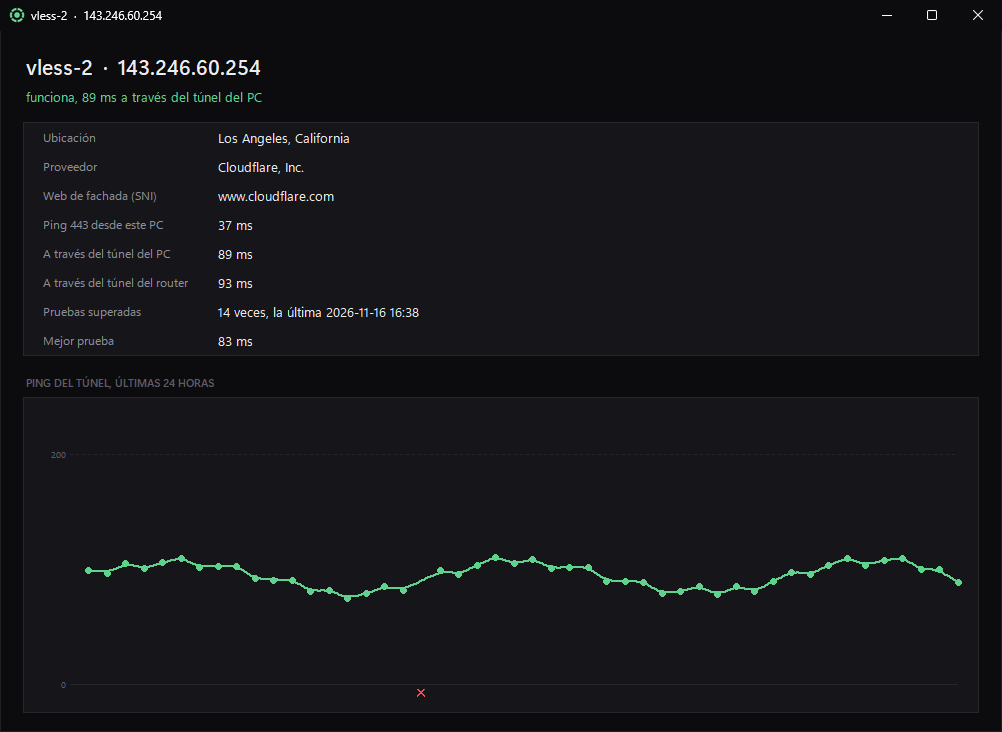 vless-2 · 143.246.60.254
vless-2 · 143.246.60.254
funciona, 89 ms a través del túnel del PC
Ubicación Los Angeles, California
Proveedor Cloudflare, Inc.
Web de fachada (SNI) www.cloudflare.com
Ping 443 desde este PC 37 ms
A través del túnel del PC 89 ms
A través del túnel del router 93 ms
Pruebas superadas 14 veces, la última 2026-11-16 16:38
Mejor prueba 83 ms
PING DEL TÚNEL, ÚLTIMAS 24 HORAS
200
0